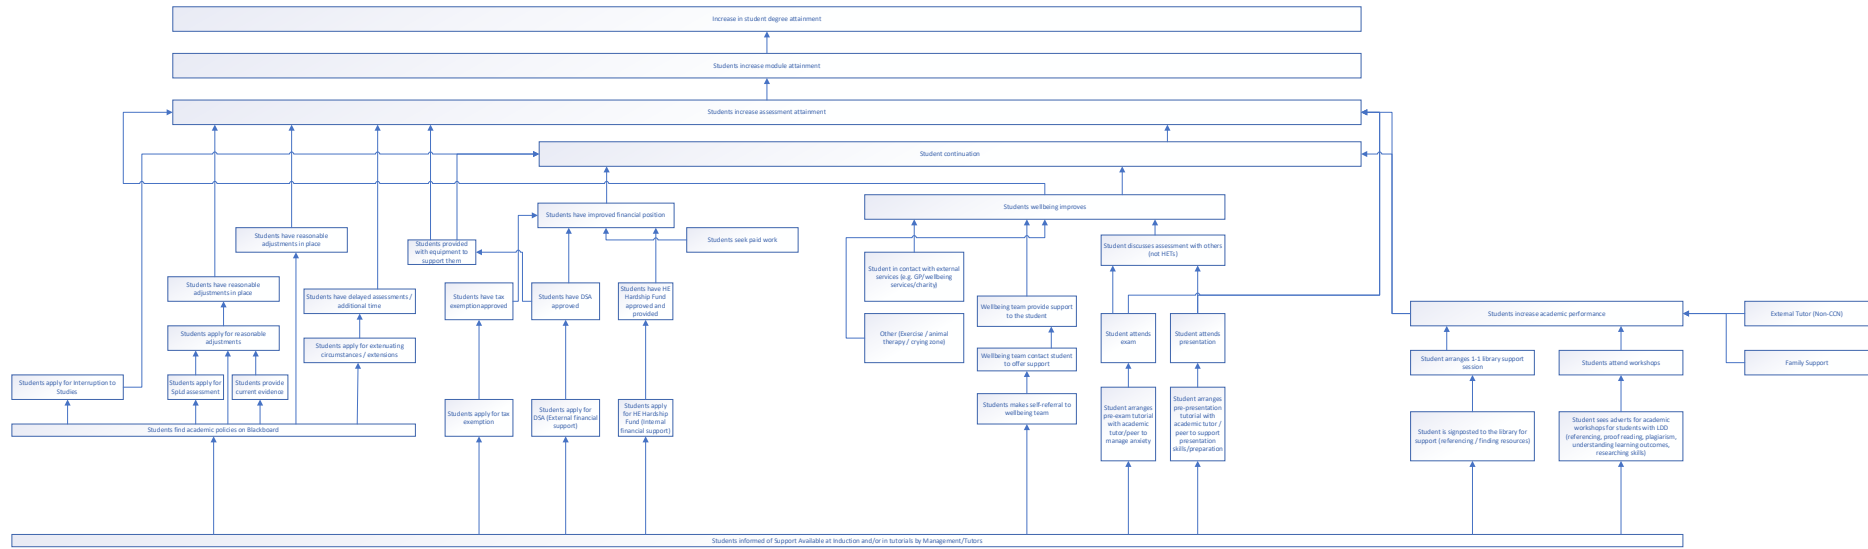 Increase in student degree attainment
Students increase module attainment
Students increase assessment attainment
Student continuation
Students wellbeing improves
Students have improved financial position
Students have reasonable
adjustments in place
Students provided
with equipment to
support them
Students seek paid work
Student discusses assessment with others
(not HETs)
Student in contact with external
services (e.g. GP/wellbeing
services/charity)
Students have reasonable
adjustments in place
Students have delayed assessments /
additional time
Students have tax
exemption approved
Students have DSA
approved
Students have HE
Hardship Fund
approved and
provided
Wellbeing team provide support
to the student
Students increase academic performance
External Tutor (Non-CCN)
Students apply for reasonable
adjustments
Students apply for extenuating
circumstances / extensions
Other (Exercise / animal
therapy / crying zone)
Student attends
exam
Student attends
presentation
Wellbeing team contact student
to offer support
Student arranges 1-1 library support
session
Students attend workshops
Family Support
Students apply for Interruption to
Studies
Students apply for
SpLd assessment
Students provide
current evidence
Students apply for tax
exemption
Students apply for
DSA (External financial
support)
Students apply
for HE Hardship
Fund (Internal
financial support)
Students makes self-referral to
wellbeing team
Student arranges
pre-exam tutorial
with academic
tutor/peer to
manage anxiety
Student arranges
pre-presentation
tutorial with
academic tutor /
peer to support
presentation
skills/preparation
Student is signposted to the library for
support (referencing / finding resources)
Student sees adverts for academic
workshops for students with LDD
(referencing, proof reading, plagiarism,
understanding learning outcomes,
researching skills)
Students find academic policies on Blackboard
Students informed of Support Available at Induction and/or in tutorials by Management/Tutors